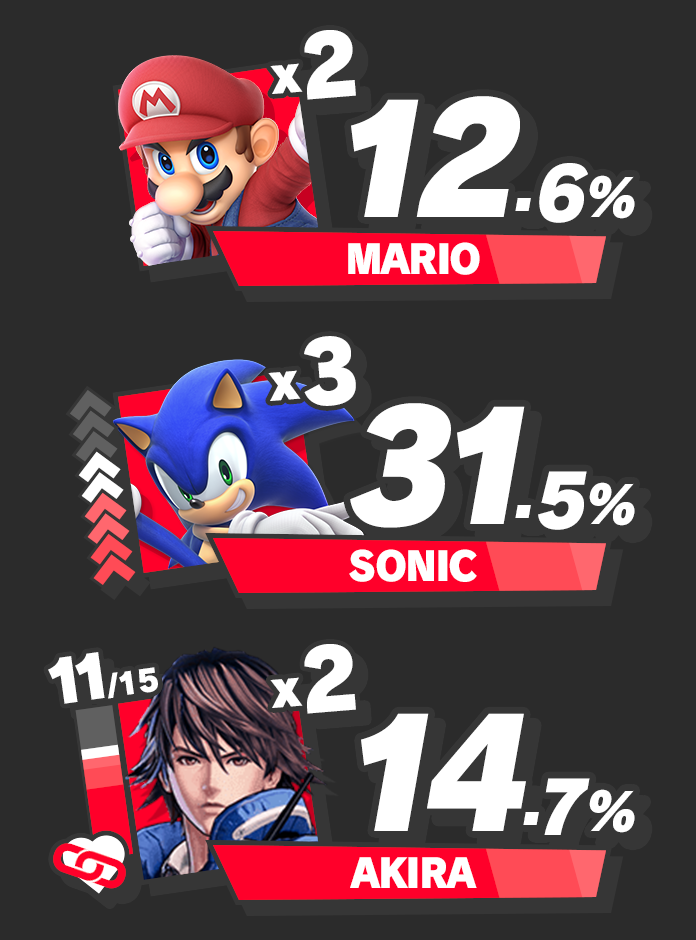 M
x2
12.6%
MARIO
x3
31.5%
SONIC
11/15
x2
14.7%
AKIRA